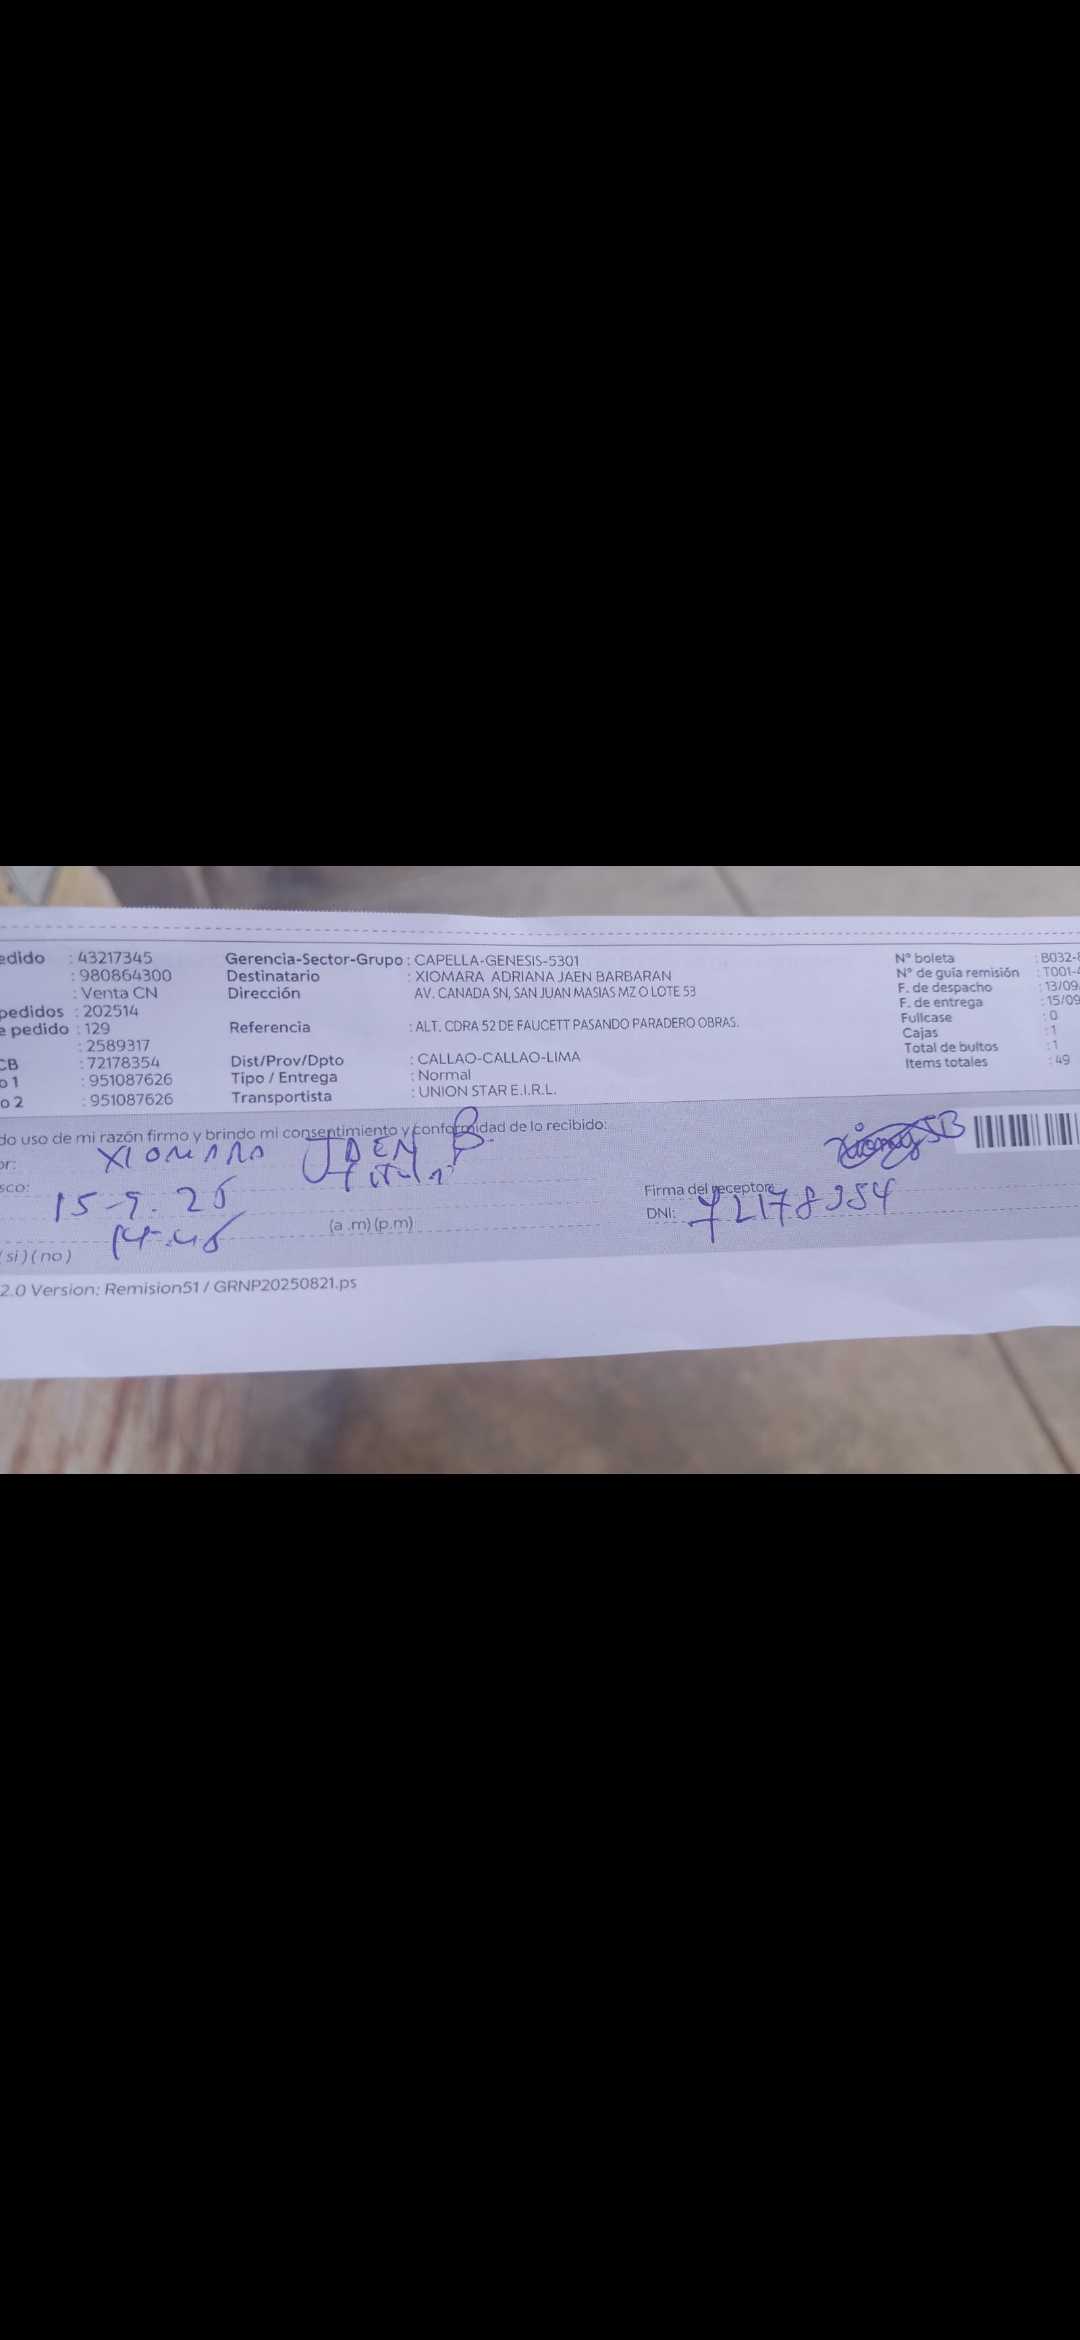 edido : 43217345 Gerencia-Sector-Grupo : CAPELLA-GENESIS-5301 N° boleta : B032-8
: 980864300 Destinatario : XIOMARA ADRIANA JAEN BARBARAN N° de guía remisión : T001-4
: Venta CN Dirección AV. CANADA SN, SAN JUAN MASIAS MZ O LOTE 53 F. de despacho : 13/09
pedidos : 202514 F. de entrega : 15/09
e pedido : 129 Referencia : ALT. CDRA 52 DE FAUCETT PASANDO PARADERO OBRAS. Fullcase : 0
: 2589317 Cajas : 1
CB : 72178354 Dist/Prov/Dpto : CALLAO-CALLAO-LIMA Total de bultos : 1
o 1 : 951087626 Tipo / Entrega : Normal Items totales : 49
o 2 : 951087626 Transportista : UNION STAR E.I.R.L.
do uso de mi razón firmo y brindo mi consentimiento y conformidad de lo recibido:
or: XIOMARA JAEN B.
sco: Firma del receptor
15-9.25 DNI: 72178354
14:45 (a .m) (p.m)
( si ) ( no )
2.0 Version: Remision51 / GRNP20250821.ps